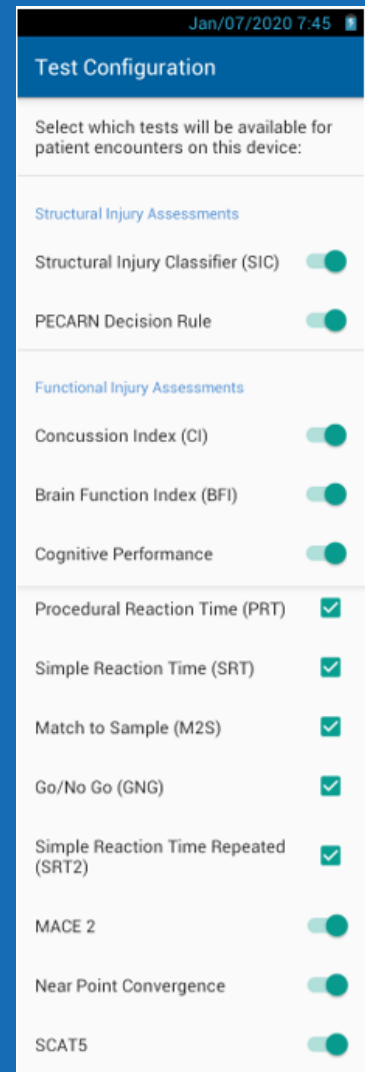 Jan/07/2020 7:45
Test Configuration
Select which tests will be available for
patient encounters on this device:
Structural Injury Assessments
Structural Injury Classifier (SIC)
PECARN Decision Rule
Functional Injury Assessments
Concussion Index (CI)
Brain Function Index (BFI)
Cognitive Performance
Procedural Reaction Time (PRT)
Simple Reaction Time (SRT)
Match to Sample (M2S)
Go/No Go (GNG)
Simple Reaction Time Repeated
(SRT2)
MACE 2
Near Point Convergence
SCAT5